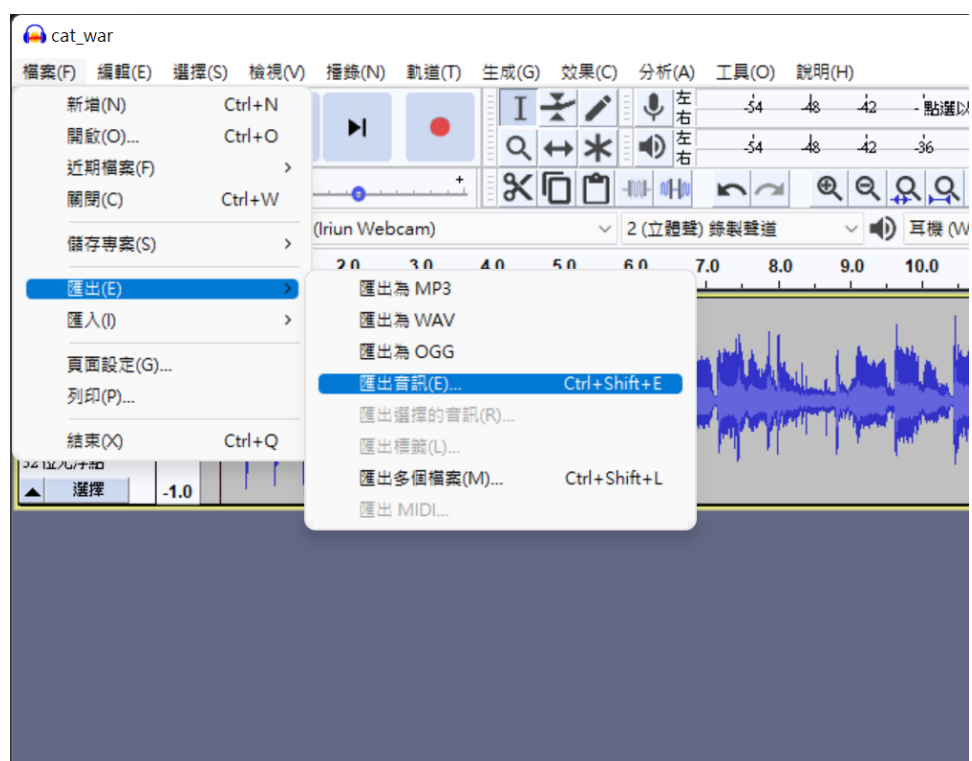 cat_war
檔案(F) 編輯(E) 選擇(S) 檢視(V) 播錄(N) 軌道(T) 生成(G) 效果(C) 分析(A) 工具(O) 說明(H)
新增(N) Ctrl+N
開啟(O)... Ctrl+O
近期檔案(F)
關閉(C) Ctrl+W
儲存專案(S)
匯出(E)
匯入(I)
頁面設定(G)...
列印(P)...
結束(X) Ctrl+Q
左 -54 -48 -42 - 點選以
右
左 -54 -48 -42 -36
右
(Iriun Webcam) 2 (立體聲) 錄製聲道 耳機 (W
2.0 3.0 4.0 5.0 6.0 7.0 8.0 9.0 10.0
匯出為 MP3
匯出為 WAV
匯出為 OGG
匯出音訊(E)... Ctrl+Shift+E
匯出選擇的音訊(R)...
匯出標籤(L)...
匯出多個檔案(M)... Ctrl+Shift+L
匯出 MIDI...
32 位元浮點
選擇 -1.0